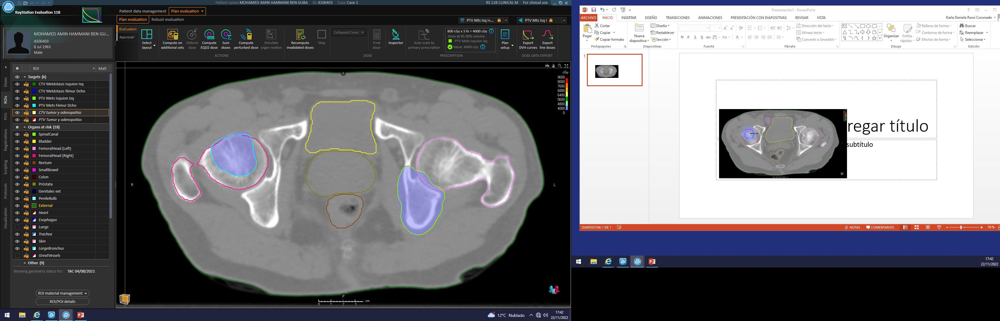 Patient name: MOHAMED AMIN HAMMANI BEN GUBA ID: 4106403 Case: Case 1
RS 11B CLINICAL M For clinical use
RayStation Evaluation 11B
Patient data management Plan evaluation
Plan evaluation Robust evaluation
PTV Mts Isq I+... PTV Mts Isq I
MOHAMED AMIN HAMMANI BEN GU...
4106403
8 Jul 1963
Male
Evaluation
Approval
Select layout
Compute on additional sets
Deform dose
Compute EQD2 dose
Sum doses
Compute perturbed dose
Simulate organ motion
ACTIONS
Recompute invalidated doses
Stop
Collapsed Cone
Final dose
DOSE
Inspector
Auto scale to primary prescription
800 cGy x 5 fx = 4000 cGy
Dose at 95.00% volume
PTV Mets Isquion Izq
Value: 4000 cGy
PRESCRIPTION
Plan setup
Export DVH curves
Export line doses
DOSE DATA EXPORT
Doses
ROIs
POIs
Registrations
Scripting
Protocols
Visualization
ROI Matl
Targets (6)
CTV Metástasis Isquion Izq
CTV Metástasis fémur Dcho
PTV Mets Isquion Izq
PTV Mets Fémur Dcho
CTV tumor y adenopatías
PTV Tumor y adenopatías
Organs at risk (18)
SpinalCanal
Bladder
FemoralHead (Left)
FemoralHead (Right)
Rectum
SmallBowel
Colon
Próstata
Genitales ext
PenileBulb
External
Heart
Esophagus
Lungs
Trachea
Skin
LargeBronchus
GreatVessels
Other (9)
Showing geometry status for: TAC 04/08/2021
ROI material management
ROI/POI details
A
R
L
P
0 1 2 3 cm
cGy
9600
8000
7600
6800
6400
5600
4800
4000
0
12°C Nublado
17:42
22/11/2022
Presentación1 - PowerPoint
ARCHIVO INICIO INSERTAR DISEÑO TRANSICIONES ANIMACIONES PRESENTACIÓN CON DIAPOSITIVAS REVISAR VISTA
Karla Daniela Rossi Coronado
Pegar
Cortar
Copiar
Copiar formato
Portapapeles
Nueva diapositiva
Diseño
Restablecer
Sección
Diapositivas
N K S S abc AV Aa A
Fuente
Dirección del texto
Alinear texto
Convertir a SmartArt
Párrafo
Organizar
Estilos rápidos
Relleno de forma
Contorno de forma
Efectos de forma
Dibujo
Buscar
Reemplazar
Seleccionar
Edición
1
regar título
subtítulo
DIAPOSITIVA 1 DE 1
NOTAS COMENTARIOS 78 %
17:42
22/11/2022